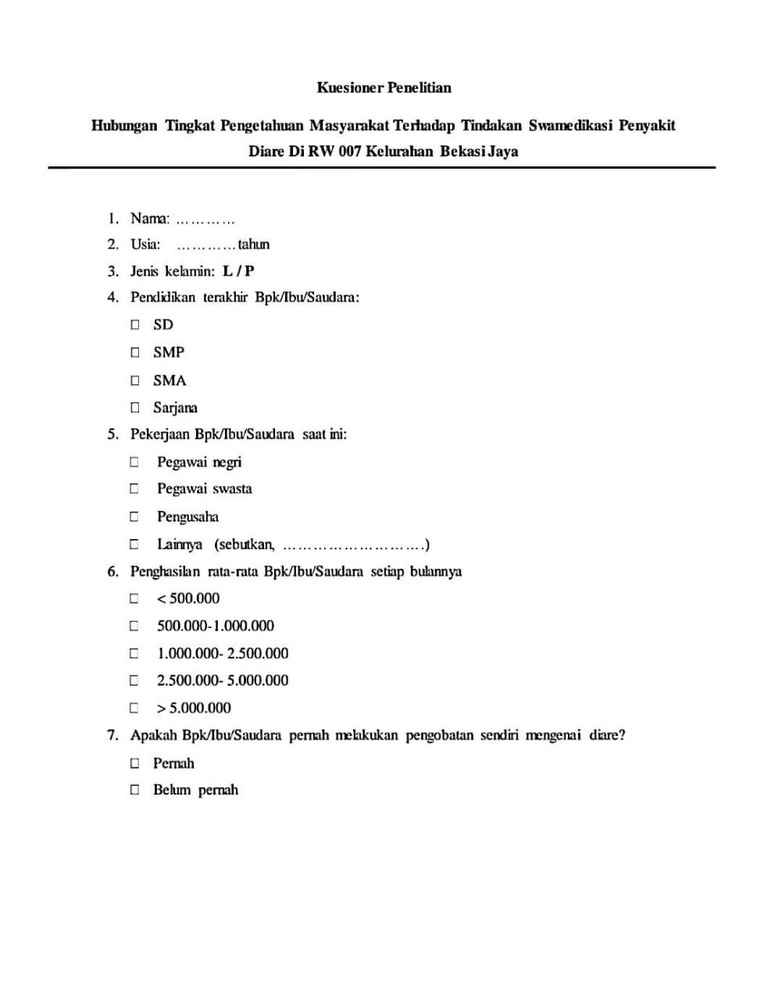 Kuesioner Penelitian
Hubungan Tingkat Pengetahuan Masyarakat Terhadap Tindakan Swamedikasi Penyakit
Diare Di RW 007 Kelurahan Bekasi Jaya
1. Nama: …………
2. Usia: …………tahun
3. Jenis kelamin: L / P
4. Pendidikan terakhir Bpk/Ibu/Saudara:
□ SD
□ SMP
□ SMA
□ Sarjana
5. Pekerjaan Bpk/Ibu/Saudara saat ini:
□ Pegawai negri
□ Pegawai swasta
□ Pengusaha
□ Lainnya (sebutkan, ……………………….)
6. Penghasilan rata-rata Bpk/Ibu/Saudara setiap bulannya
□ < 500.000
□ 500.000-1.000.000
□ 1.000.000- 2.500.000
□ 2.500.000- 5.000.000
□ > 5.000.000
7. Apakah Bpk/Ibu/Saudara pernah melakukan pengobatan sendiri mengenai diare?
□ Pernah
□ Belum pernah